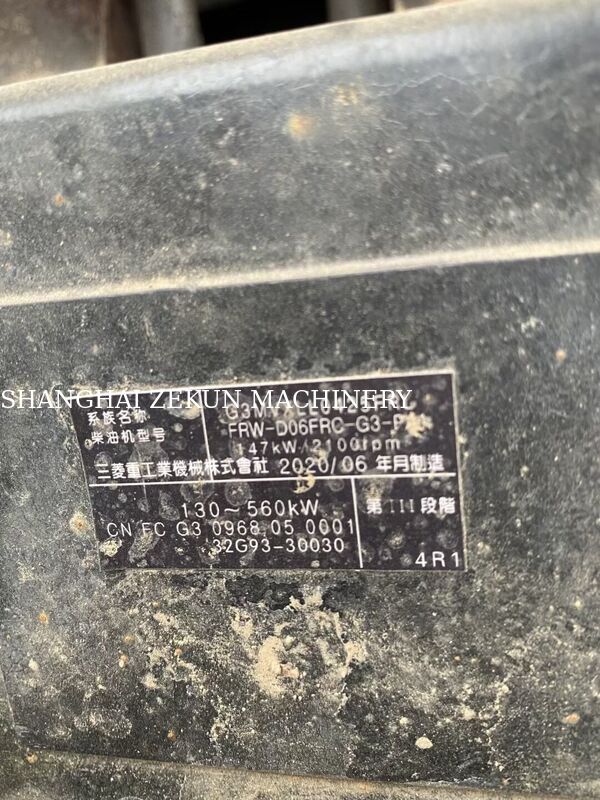 SHANGHAI ZEKUN MACHINERY
系族名称
柴油机型号 FRW-D06FRC-G3-
147kW/2100rpm
三菱重工業機械株式會社 2020/06 年月制造
130～560kW 第III段階
CN FC G3 0968 05 0001
32G93-30030
4R1